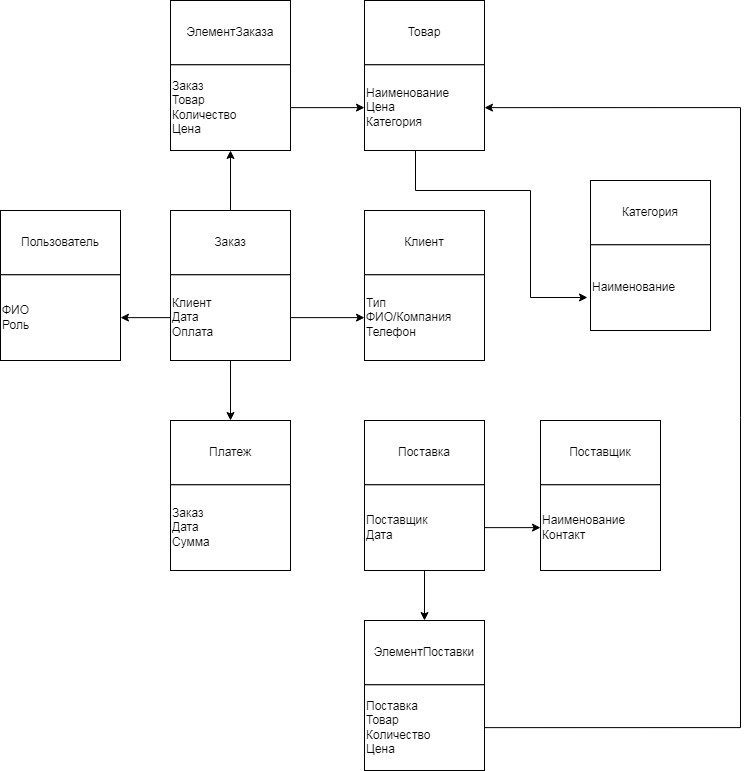 ЭлементЗаказа
Заказ
Товар
Количество
Цена
Товар
Наименование
Цена
Категория
Категория
Наименование
Пользователь
ФИО
Роль
Заказ
Клиент
Дата
Оплата
Клиент
Тип
ФИО/Компания
Телефон
Платеж
Заказ
Дата
Сумма
Поставка
Поставщик
Дата
Поставщик
Наименование
Контакт
ЭлементПоставки
Поставка
Товар
Количество
Цена